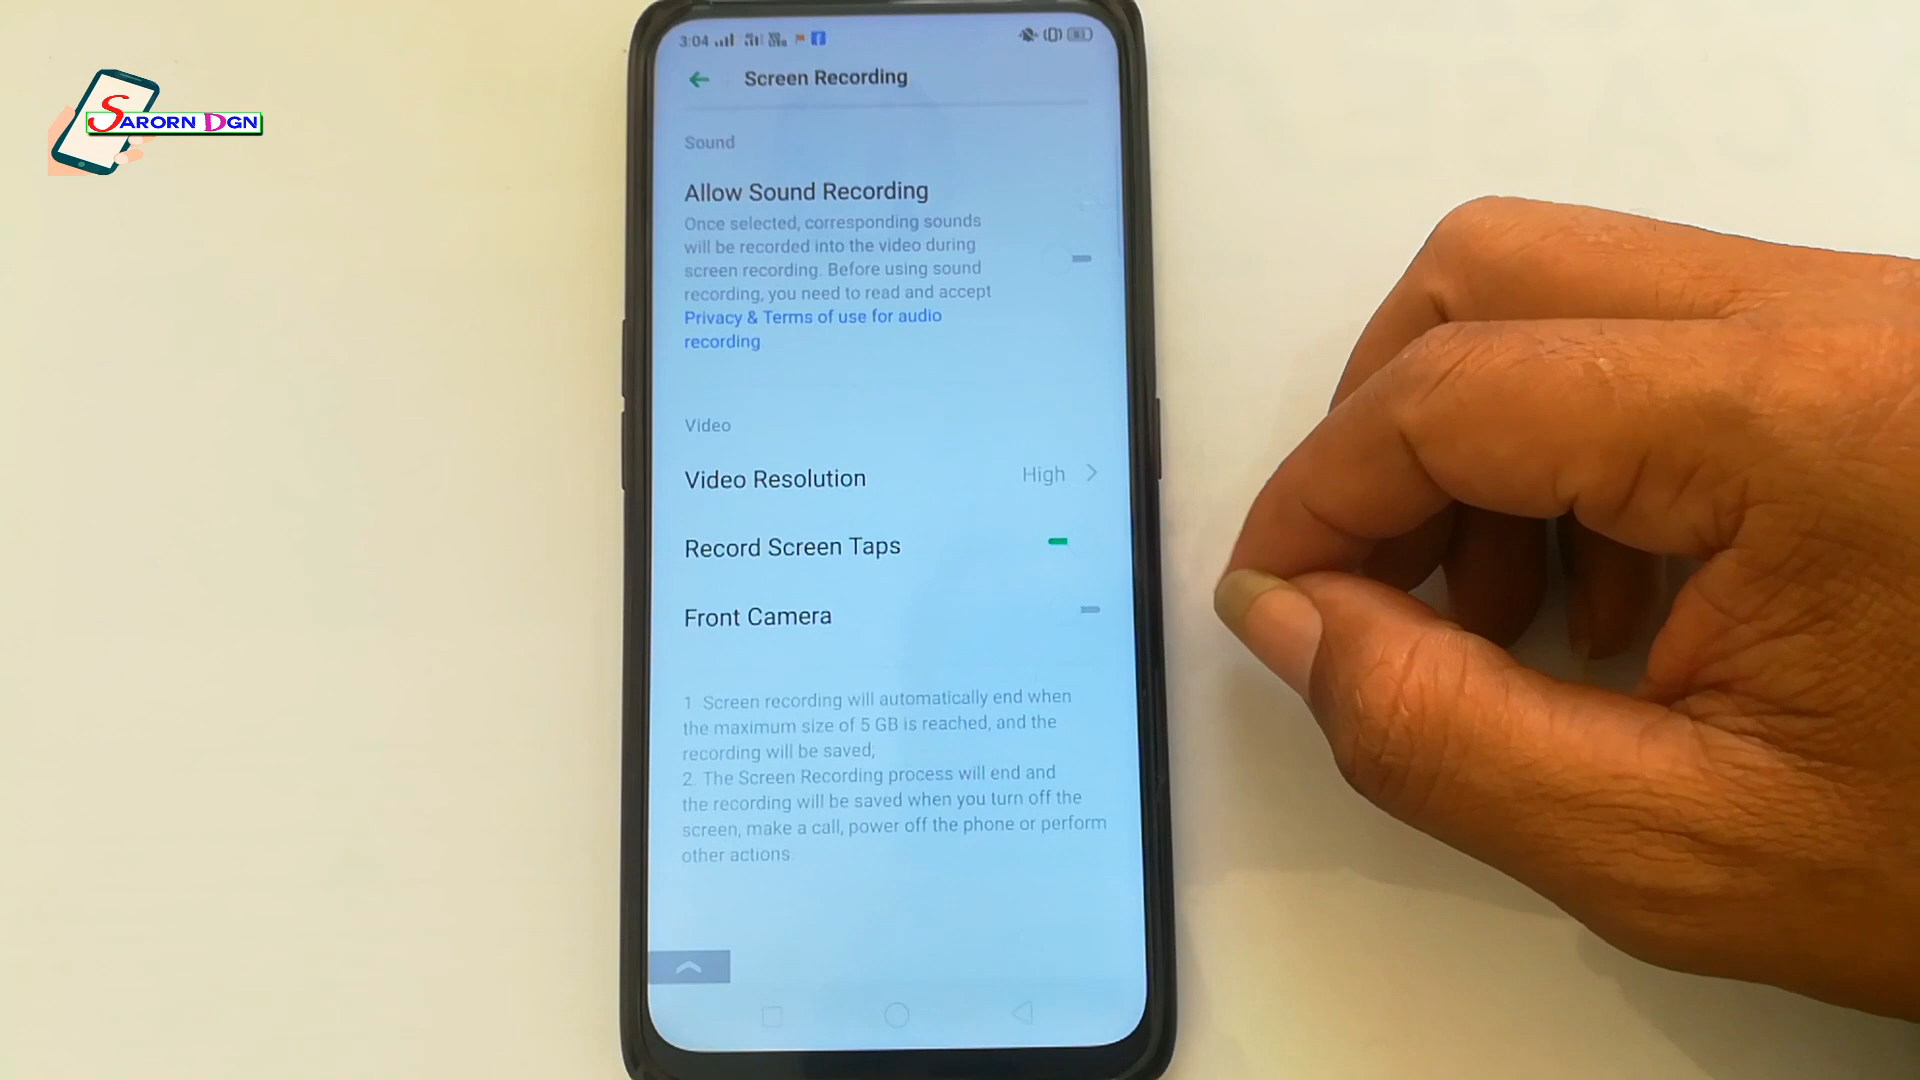 SARORN DGN
3:04
Screen Recording
Sound
Allow Sound Recording
Once selected, corresponding sounds
will be recorded into the video during
screen recording. Before using sound
recording, you need to read and accept
Privacy & Terms of use for audio
recording
Video
Video Resolution
High
Record Screen Taps
Front Camera
1. Screen recording will automatically end when
the maximum size of 5 GB is reached, and the
recording will be saved;
2. The Screen Recording process will end and
the recording will be saved when you turn off the
screen, make a call, power off the phone or perform
other actions.